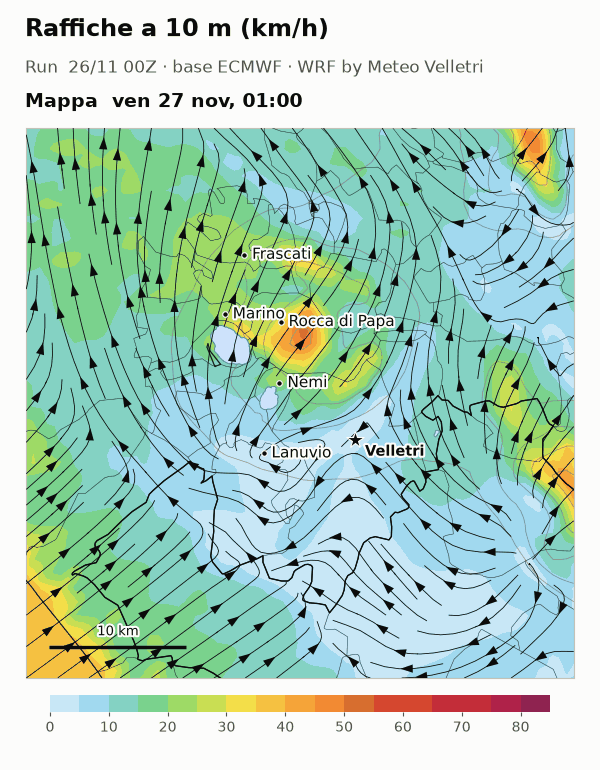 Raffiche a 10 m (km/h)
Run  26/11 00Z · base ECMWF · WRF by Meteo Velletri
Mappa  ven 27 nov, 01:00
Frascati
Marino
Rocca di Papa
Nemi
Lanuvio
Velletri
10 km
0 10 20 30 40 50 60 70 80